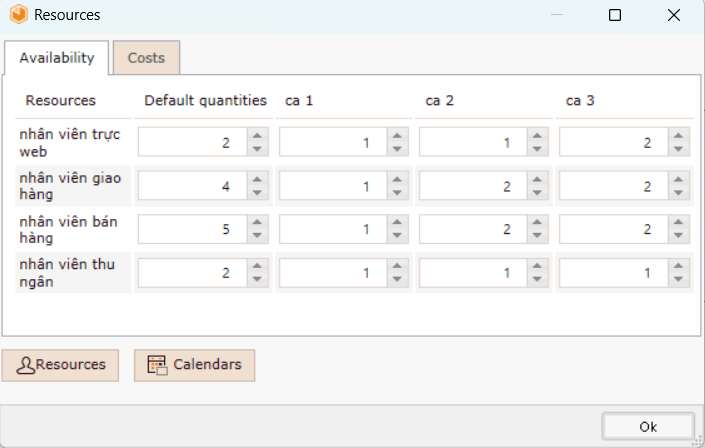 Resources
Availability Costs
Resources Default quantities ca 1 ca 2 ca 3
nhân viên trực
web
2 1 1 2
nhân viên giao
hàng
4 1 2 2
nhân viên bán
hàng
5 1 2 2
nhân viên thu
ngân
2 1 1 1
Resources Calendars
Ok